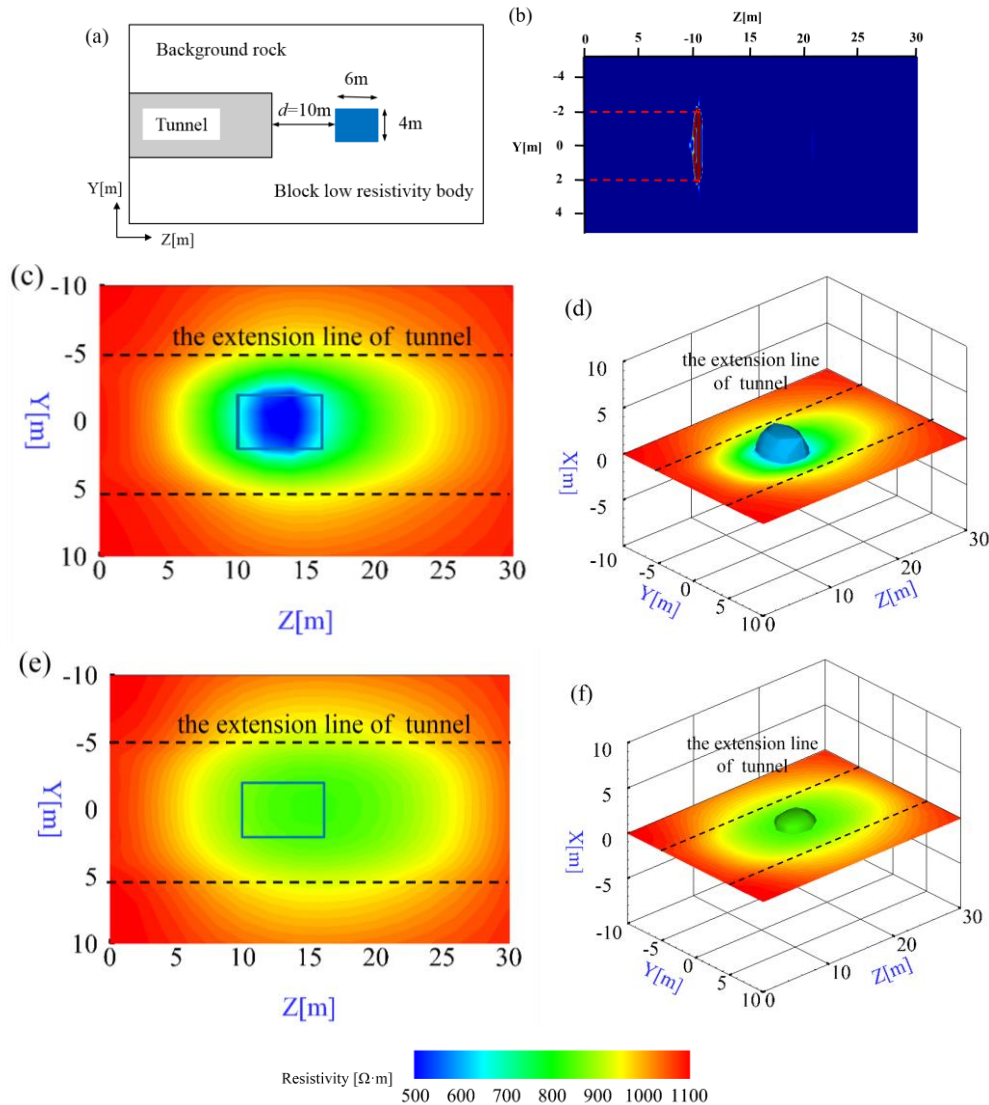 (a)
Background rock
6m
d=10m
4m
Tunnel
Block low resistivity body
Y[m]
Z[m]
(b)
Z[m]
0 5 -10 15 20 25 30
-4
-2
Y[m] 0
2
4
(c)
-10
the extension line of tunnel
-5
Y[m]
0
5
10
0 5 10 15 20 25 30
Z[m]
(d)
the extension line
of tunnel
10
5
X[m]
0
-5
-10
-5
0
5
10
Y[m]
0
10
20
30
Z[m]
(e)
-10
the extension line of tunnel
-5
Y[m]
0
5
10
0 5 10 15 20 25 30
Z[m]
(f)
the extension line
of tunnel
10
5
X[m]
0
-5
-10
-5
0
5
10
Y[m]
0
10
20
30
Z[m]
Resistivity [Ω·m]
500 600 700 800 900 1000 1100